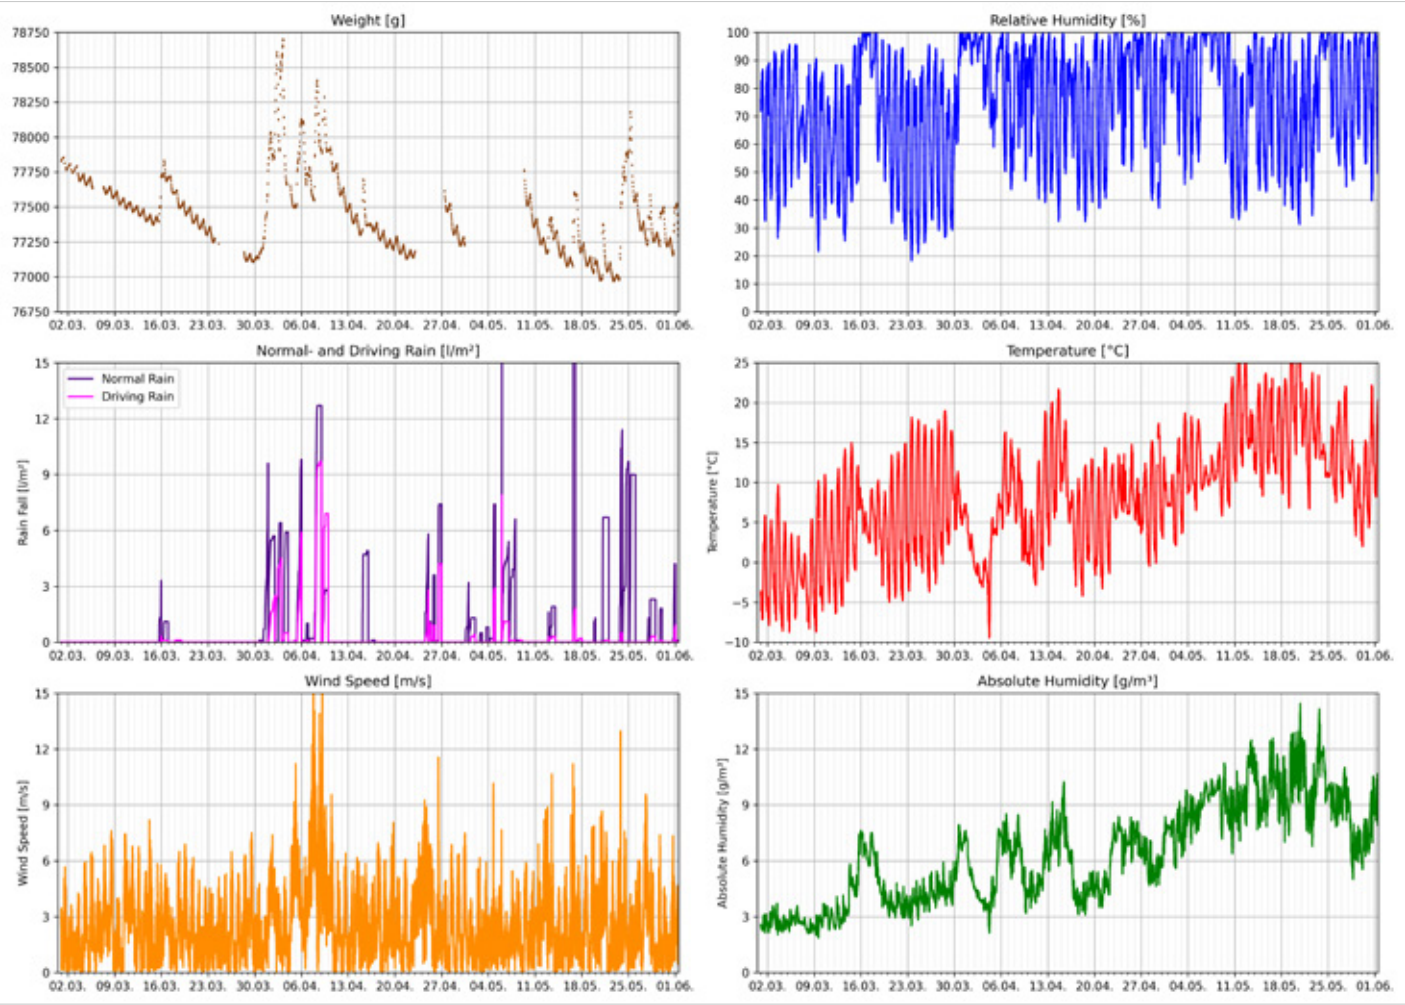 Weight [g]
78750
78500
78250
78000
77750
77500
77250
77000
76750
02.03. 09.03. 16.03. 23.03. 30.03. 06.04. 13.04. 20.04. 27.04. 04.05. 11.05. 18.05. 25.05. 01.06.
Relative Humidity [%]
100
90
80
70
60
50
40
30
20
10
0
02.03. 09.03. 16.03. 23.03. 30.03. 06.04. 13.04. 20.04. 27.04. 04.05. 11.05. 18.05. 25.05. 01.06.
Normal- and Driving Rain [l/m²]
Normal Rain
Driving Rain
Rain Fall [l/m²]
15
12
9
6
3
0
02.03. 09.03. 16.03. 23.03. 30.03. 06.04. 13.04. 20.04. 27.04. 04.05. 11.05. 18.05. 25.05. 01.06.
Temperature [°C]
Temperature [°C]
25
20
15
10
5
0
−5
−10
02.03. 09.03. 16.03. 23.03. 30.03. 06.04. 13.04. 20.04. 27.04. 04.05. 11.05. 18.05. 25.05. 01.06.
Wind Speed [m/s]
Wind Speed [m/s]
15
12
9
6
3
0
02.03. 09.03. 16.03. 23.03. 30.03. 06.04. 13.04. 20.04. 27.04. 04.05. 11.05. 18.05. 25.05. 01.06.
Absolute Humidity [g/m³]
Absolute Humidity [g/m³]
15
12
9
6
3
0
02.03. 09.03. 16.03. 23.03. 30.03. 06.04. 13.04. 20.04. 27.04. 04.05. 11.05. 18.05. 25.05. 01.06.